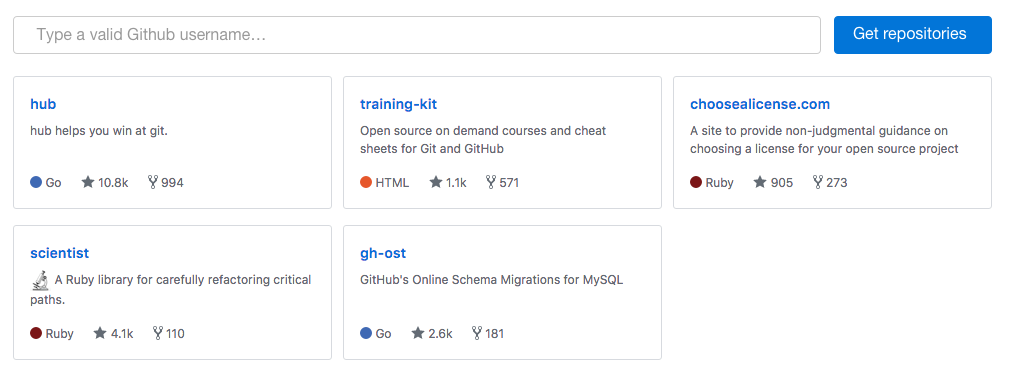 Type a valid Github username...
Get repositories
hub
hub helps you win at git.
Go 10.8k 994
training-kit
Open source on demand courses and cheat
sheets for Git and GitHub
HTML 1.1k 571
choosealicense.com
A site to provide non-judgmental guidance on
choosing a license for your open source project
Ruby 905 273
scientist
A Ruby library for carefully refactoring critical
paths.
Ruby 4.1k 110
gh-ost
GitHub's Online Schema Migrations for MySQL
Go 2.6k 181